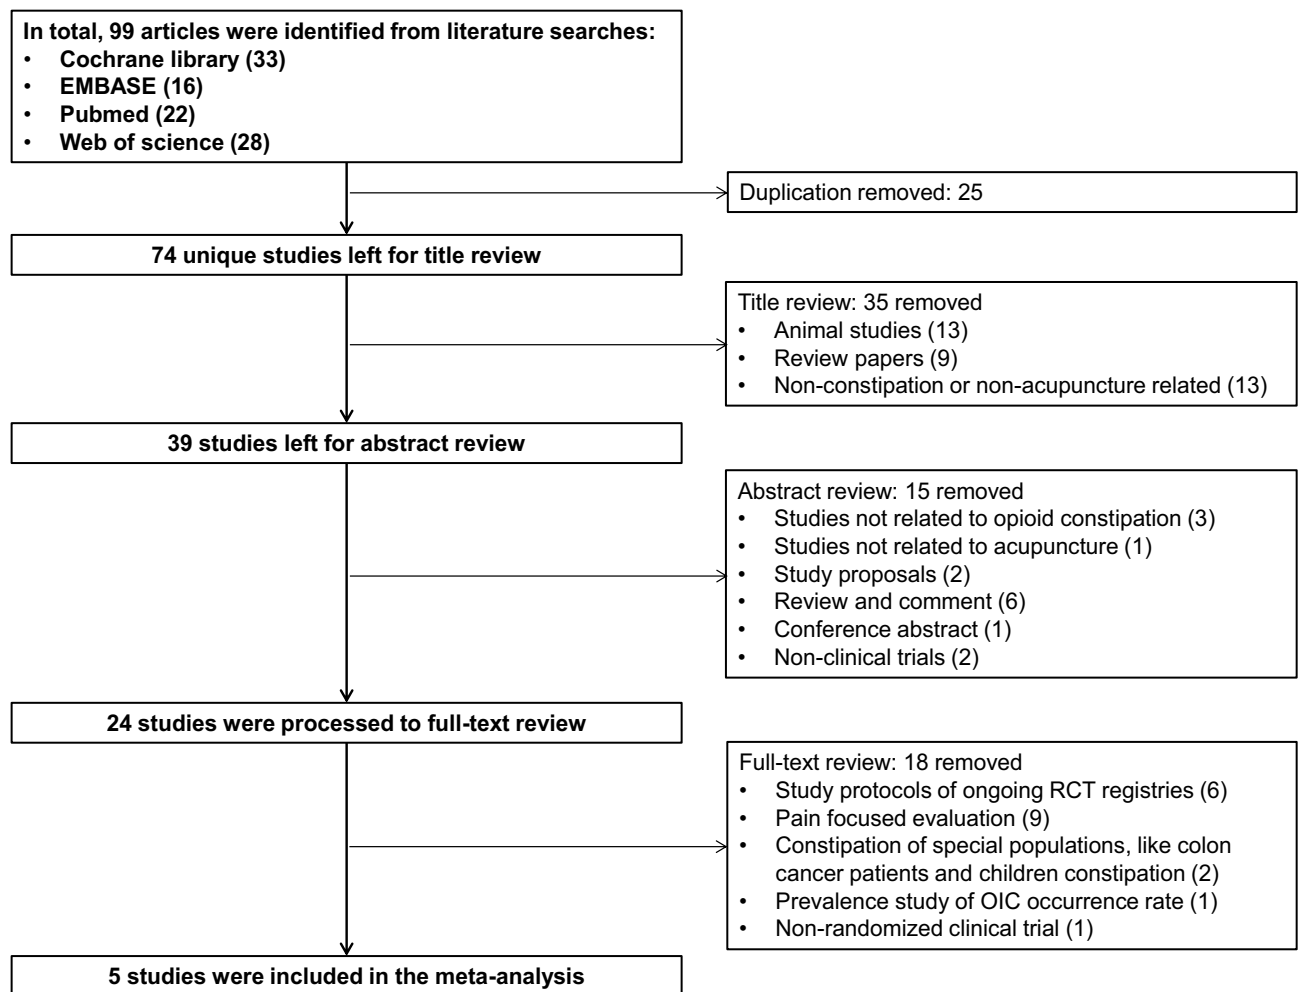 In total, 99 articles were identified from literature searches:
• Cochrane library (33)
• EMBASE (16)
• Pubmed (22)
• Web of science (28)
Duplication removed: 25
74 unique studies left for title review
Title review: 35 removed
• Animal studies (13)
• Review papers (9)
• Non-constipation or non-acupuncture related (13)
39 studies left for abstract review
Abstract review: 15 removed
• Studies not related to opioid constipation (3)
• Studies not related to acupuncture (1)
• Study proposals (2)
• Review and comment (6)
• Conference abstract (1)
• Non-clinical trials (2)
24 studies were processed to full-text review
Full-text review: 18 removed
• Study protocols of ongoing RCT registries (6)
• Pain focused evaluation (9)
• Constipation of special populations, like colon
cancer patients and children constipation (2)
• Prevalence study of OIC occurrence rate (1)
• Non-randomized clinical trial (1)
5 studies were included in the meta-analysis